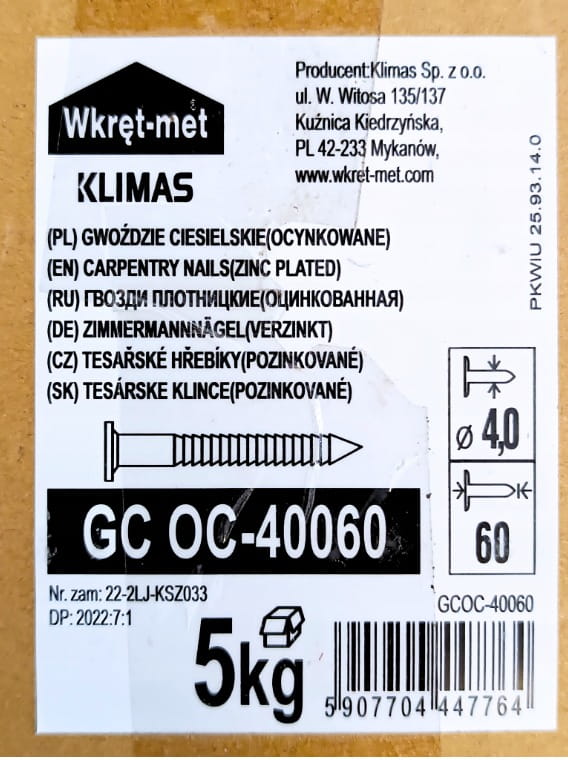 Wkręt-met
KLIMAS
Producent:Klimas Sp. z o.o.
ul. W. Witosa 135/137
Kuźnica Kiedrzyńska,
PL 42-233 Mykanów,
www.wkret-met.com
PKWIU 25.93.14.0
(PL) GWOŹDZIE CIESIELSKIE(OCYNKOWANE)
(EN) CARPENTRY NAILS(ZINC PLATED)
(RU) ГВОЗДИ ПЛОТНИЦКИЕ(ОЦИНКОВАННАЯ)
(DE) ZIMMERMANNNÄGEL(VERZINKT)
(CZ) TESAŘSKÉ HŘEBÍKY(POZINKOVANÉ)
(SK) TESÁRSKE KLINCE(POZINKOVANÉ)
ø 4,0
60
GC OC-40060
Nr. zam: 22-2LJ-KSZ033
DP: 2022:7:1
5kg
GCOC-40060
5 907704 447764